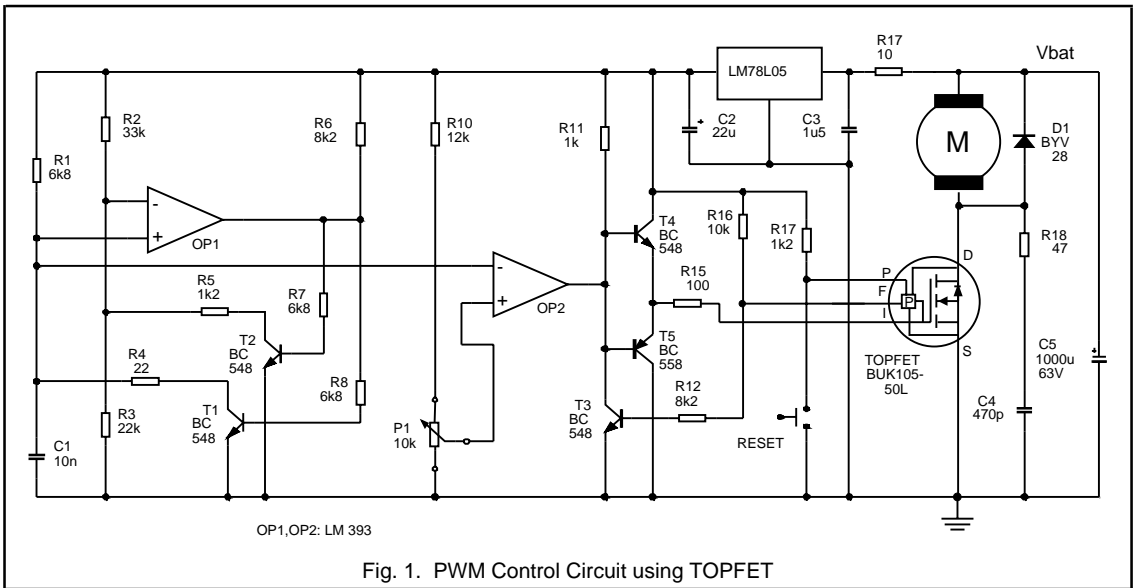 R17
10
Vbat
LM78L05
R2
33k
R6
8k2
R10
12k
R11
1k
C2
22u
+
C3
1u5
D1
BYV
28
M
R1
6k8
-
+
OP1
T4
BC
548
R16
10k
R17
1k2
R18
47
R5
1k2
R7
6k8
-
+
OP2
R15
100
P
F
I
D
P
S
T2
BC
548
T5
BC
558
TOPFET
BUK105-
50L
C5
1000u
63V
+
R4
22
R8
6k8
R12
8k2
C4
470p
R3
22k
T1
BC
548
P1
10k
T3
BC
548
RESET
C1
10n
OP1,OP2: LM 393
Fig. 1. PWM Control Circuit using TOPFET